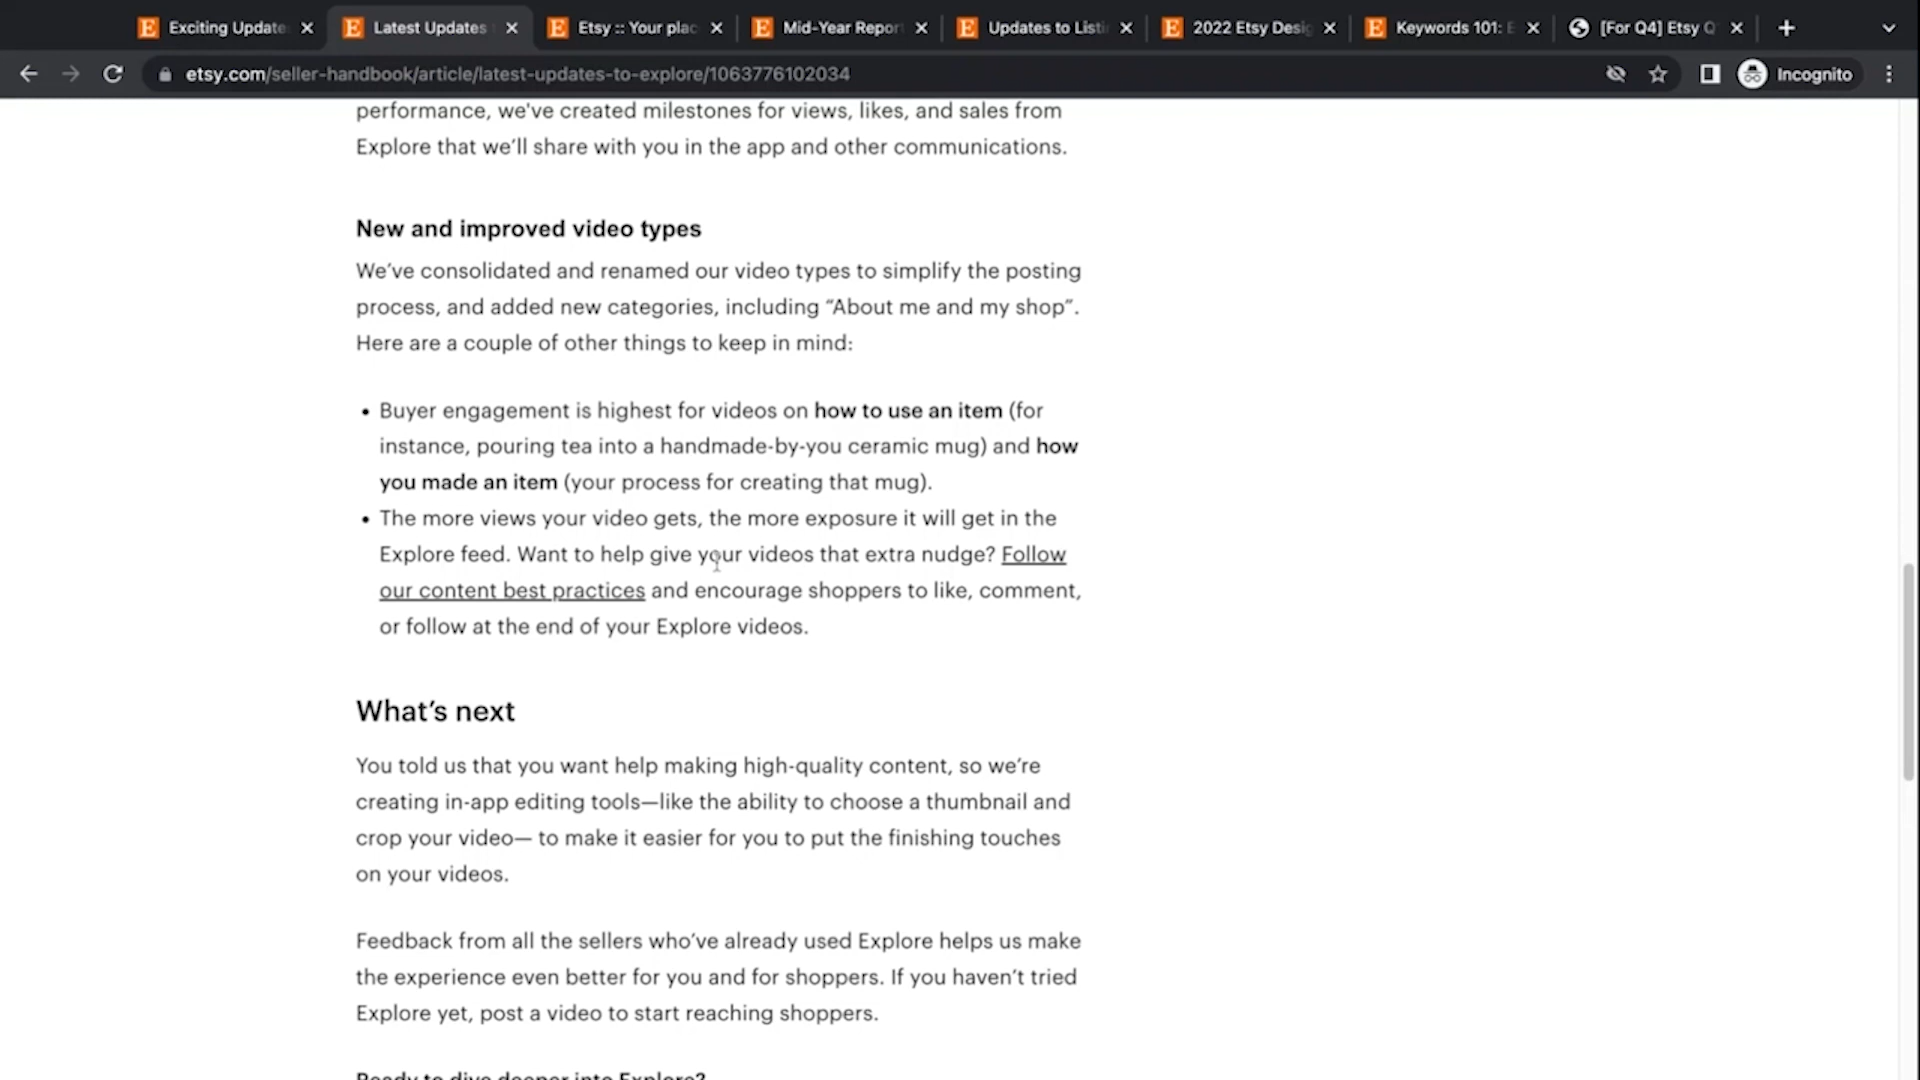 Exciting Update
Latest Updates
Etsy :: Your plac
Mid-Year Report
Updates to Listi
2022 Etsy Desig
Keywords 101: E
[For Q4] Etsy Q
etsy.com/seller-handbook/article/latest-updates-to-explore/1063776102034
Incognito
performance, we've created milestones for views, likes, and sales from
Explore that we’ll share with you in the app and other communications.
New and improved video types
We’ve consolidated and renamed our video types to simplify the posting
process, and added new categories, including “About me and my shop”.
Here are a couple of other things to keep in mind:
• Buyer engagement is highest for videos on how to use an item (for
instance, pouring tea into a handmade-by-you ceramic mug) and how
you made an item (your process for creating that mug).
• The more views your video gets, the more exposure it will get in the
Explore feed. Want to help give your videos that extra nudge? Follow
our content best practices and encourage shoppers to like, comment,
or follow at the end of your Explore videos.
What’s next
You told us that you want help making high-quality content, so we’re
creating in-app editing tools—like the ability to choose a thumbnail and
crop your video— to make it easier for you to put the finishing touches
on your videos.
Feedback from all the sellers who’ve already used Explore helps us make
the experience even better for you and for shoppers. If you haven’t tried
Explore yet, post a video to start reaching shoppers.
Ready to dive deeper into Explore?